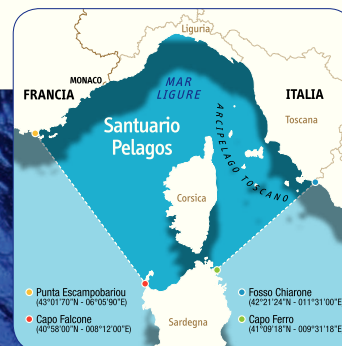 Liguria
MONACO
MAR
LIGURE
FRANCIA
ITALIA
Santuario
Pelagos
Toscana
ARCIPELAGO TOSCANO
Corsica
Punta Escampobariou
(43°01'70"N - 06°05'90"E)
Fosso Chiarone
(42°21'24"N - 011°31'00"E)
Capo Falcone
(40°58'00"N - 008°12'00"E)
Capo Ferro
(41°09'18"N - 009°31'18"E)
Sardegna